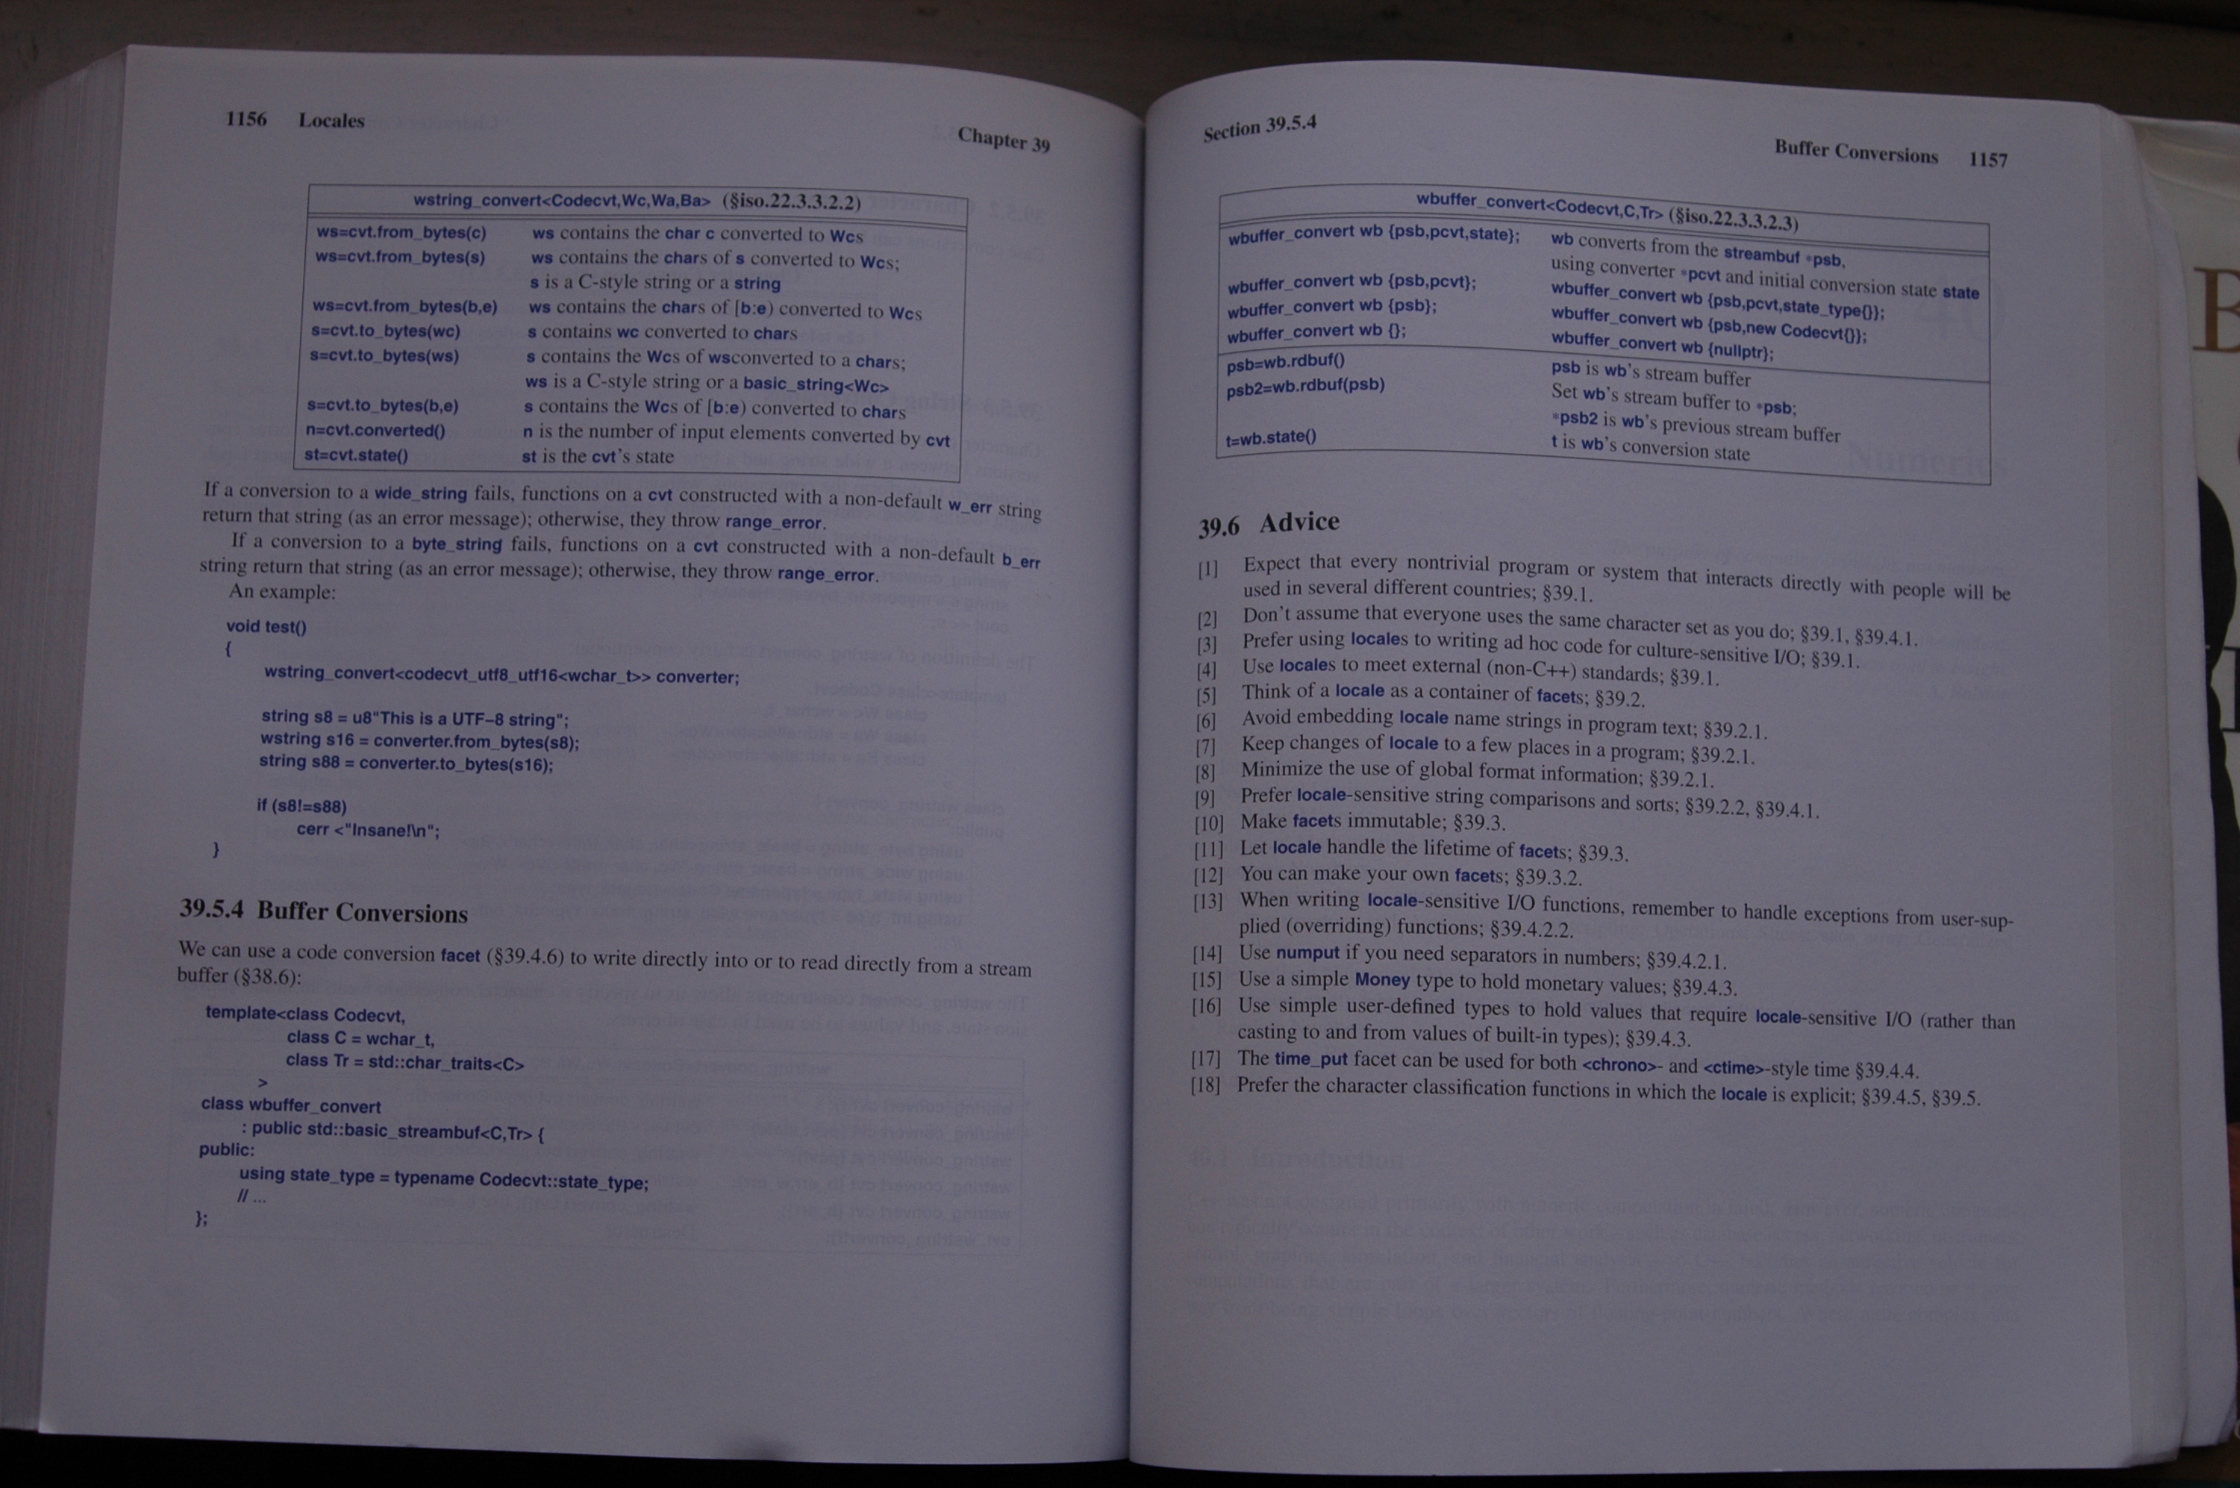 1156 Locales Chapter 39
wstring_convert<Codecvt,Wc,Wa,Ba> (§iso.22.3.3.2.2)
ws=cvt.from_bytes(c) ws contains the char c converted to Wcs
ws=cvt.from_bytes(s) ws contains the chars of s converted to Wcs;
s is a C-style string or a string
ws=cvt.from_bytes(b,e) ws contains the chars of [b:e) converted to Wcs
s=cvt.to_bytes(wc) s contains wc converted to chars
s=cvt.to_bytes(ws) s contains the Wcs of wsconverted to a chars;
ws is a C-style string or a basic_string<Wc>
s=cvt.to_bytes(b,e) s contains the Wcs of [b:e) converted to chars
n=cvt.converted() n is the number of input elements converted by cvt
st=cvt.state() st is the cvt's state
If a conversion to a wide_string fails, functions on a cvt constructed with a non-default w_err string
return that string (as an error message); otherwise, they throw range_error.
If a conversion to a byte_string fails, functions on a cvt constructed with a non-default b_err
string return that string (as an error message); otherwise, they throw range_error.
An example:
void test()
{
wstring_convert<codecvt_utf8_utf16<wchar_t>> converter;
string s8 = u8"This is a UTF-8 string";
wstring s16 = converter.from_bytes(s8);
string s88 = converter.to_bytes(s16);
if (s8!=s88)
cerr <"Insane!\n";
}
39.5.4 Buffer Conversions
We can use a code conversion facet (§39.4.6) to write directly into or to read directly from a stream
buffer (§38.6):
template<class Codecvt,
class C = wchar_t,
class Tr = std::char_traits<C>
>
class wbuffer_convert
: public std::basic_streambuf<C,Tr> {
public:
using state_type = typename Codecvt::state_type;
// ...
};
Section 39.5.4 Buffer Conversions 1157
wbuffer_convert<Codecvt,C,Tr> (§iso.22.3.3.2.3)
wbuffer_convert wb {psb,pcvt,state}; wb converts from the streambuf *psb,
using converter *pcvt and initial conversion state state
wbuffer_convert wb {psb,pcvt}; wbuffer_convert wb {psb,pcvt,state_type{}};
wbuffer_convert wb {psb}; wbuffer_convert wb {psb,new Codecvt{}};
wbuffer_convert wb {}; wbuffer_convert wb {nullptr};
psb=wb.rdbuf() psb is wb's stream buffer
psb2=wb.rdbuf(psb) Set wb's stream buffer to *psb;
*psb2 is wb's previous stream buffer
t=wb.state() t is wb's conversion state
39.6 Advice
[1] Expect that every nontrivial program or system that interacts directly with people will be
used in several different countries; §39.1.
[2] Don't assume that everyone uses the same character set as you do; §39.1, §39.4.1.
[3] Prefer using locales to writing ad hoc code for culture-sensitive I/O; §39.1.
[4] Use locales to meet external (non-C++) standards; §39.1.
[5] Think of a locale as a container of facets; §39.2.
[6] Avoid embedding locale name strings in program text; §39.2.1.
[7] Keep changes of locale to a few places in a program; §39.2.1.
[8] Minimize the use of global format information; §39.2.1.
[9] Prefer locale-sensitive string comparisons and sorts; §39.2.2, §39.4.1.
[10] Make facets immutable; §39.3.
[11] Let locale handle the lifetime of facets; §39.3.
[12] You can make your own facets; §39.3.2.
[13] When writing locale-sensitive I/O functions, remember to handle exceptions from user-sup-
plied (overriding) functions; §39.4.2.2.
[14] Use numput if you need separators in numbers; §39.4.2.1.
[15] Use a simple Money type to hold monetary values; §39.4.3.
[16] Use simple user-defined types to hold values that require locale-sensitive I/O (rather than
casting to and from values of built-in types); §39.4.3.
[17] The time_put facet can be used for both <chrono>- and <ctime>-style time §39.4.4.
[18] Prefer the character classification functions in which the locale is explicit; §39.4.5, §39.5.